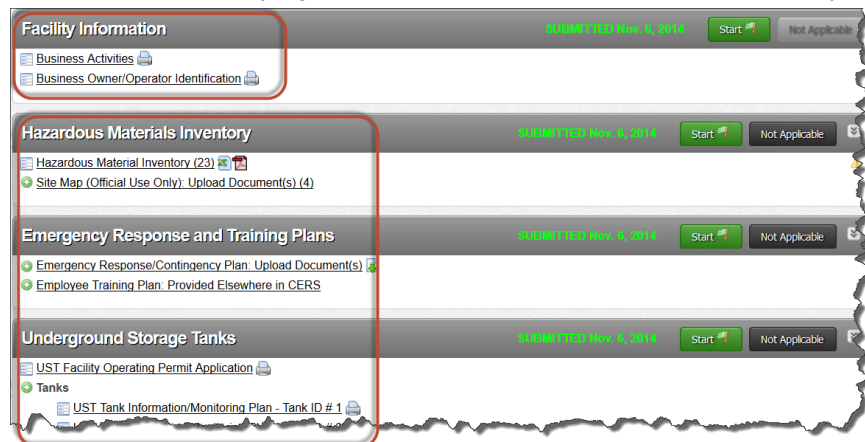 Facility Information SUBMITTED Nov. 6, 2014 Start Not Applicable
Business Activities
Business Owner/Operator Identification
Hazardous Materials Inventory SUBMITTED Nov. 6, 2014 Start Not Applicable
Hazardous Material Inventory (23)
Site Map (Official Use Only): Upload Document(s) (4)
Emergency Response and Training Plans SUBMITTED Nov. 6, 2014 Start Not Applicable
Emergency Response/Contingency Plan: Upload Document(s)
Employee Training Plan: Provided Elsewhere in CERS
Underground Storage Tanks SUBMITTED Nov. 6, 2014 Start Not Applicable
UST Facility Operating Permit Application
Tanks
UST Tank Information/Monitoring Plan - Tank ID # 1